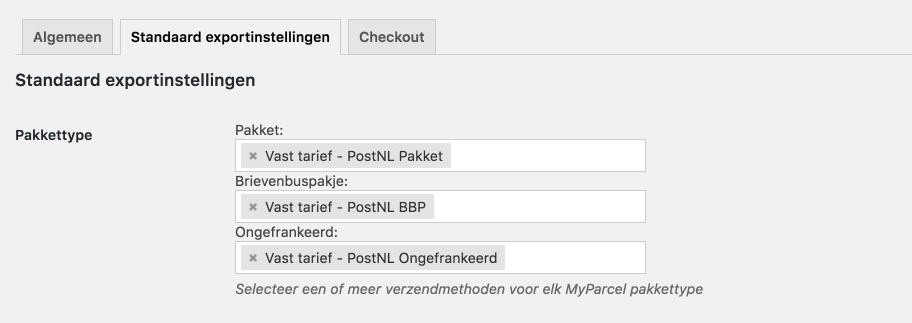 Algemeen Standaard exportinstellingen Checkout
Standaard exportinstellingen
Pakkettype
Pakket:
× Vast tarief - PostNL Pakket
Brievenbuspakje:
× Vast tarief - PostNL BBP
Ongefrankeerd:
× Vast tarief - PostNL Ongefrankeerd
Selecteer een of meer verzendmethoden voor elk MyParcel pakkettype